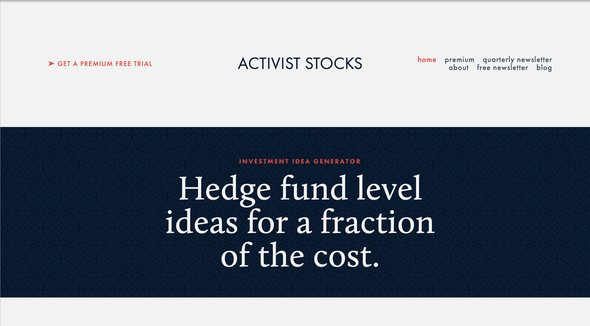 ➤ GET A PREMIUM FREE TRIAL
ACTIVIST STOCKS
home premium quarterly newsletter
about free newsletter blog
INVESTMENT IDEA GENERATOR
Hedge fund level
ideas for a fraction
of the cost.